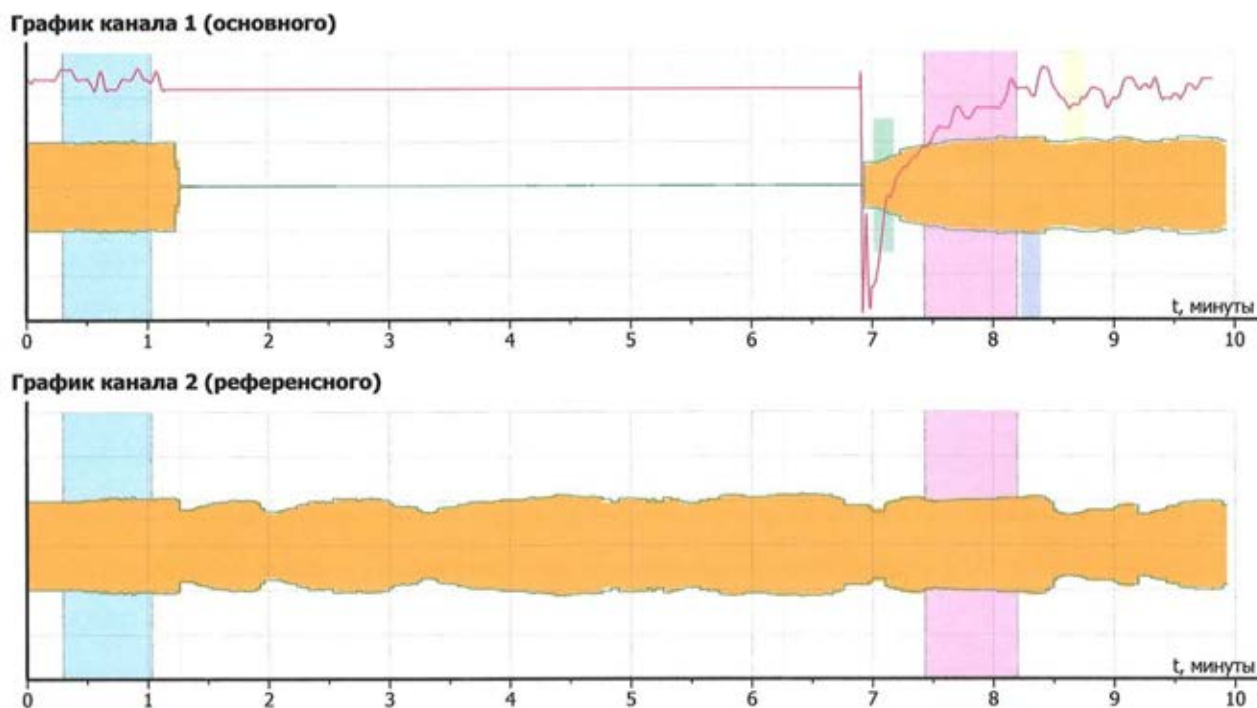 График канала 1 (основного)
t, минуты
0 1 2 3 4 5 6 7 8 9 10
График канала 2 (референсного)
t, минуты
0 1 2 3 4 5 6 7 8 9 10